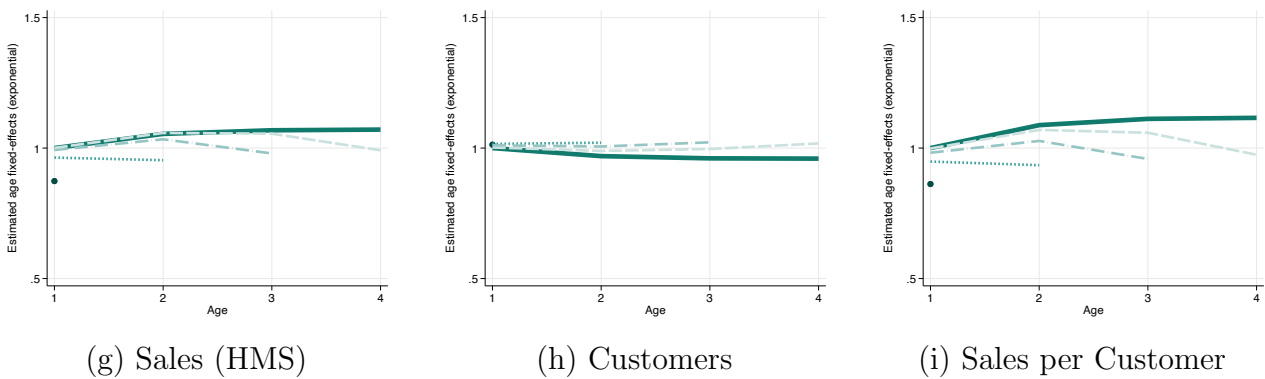 Estimated age fixed-effects (exponential)
1.5
1
.5
1 2 3 4
Age
(g) Sales (HMS)
Estimated age fixed-effects (exponential)
1.5
1
.5
1 2 3 4
Age
(h) Customers
Estimated age fixed-effects (exponential)
1.5
1
.5
1 2 3 4
Age
(i) Sales per Customer